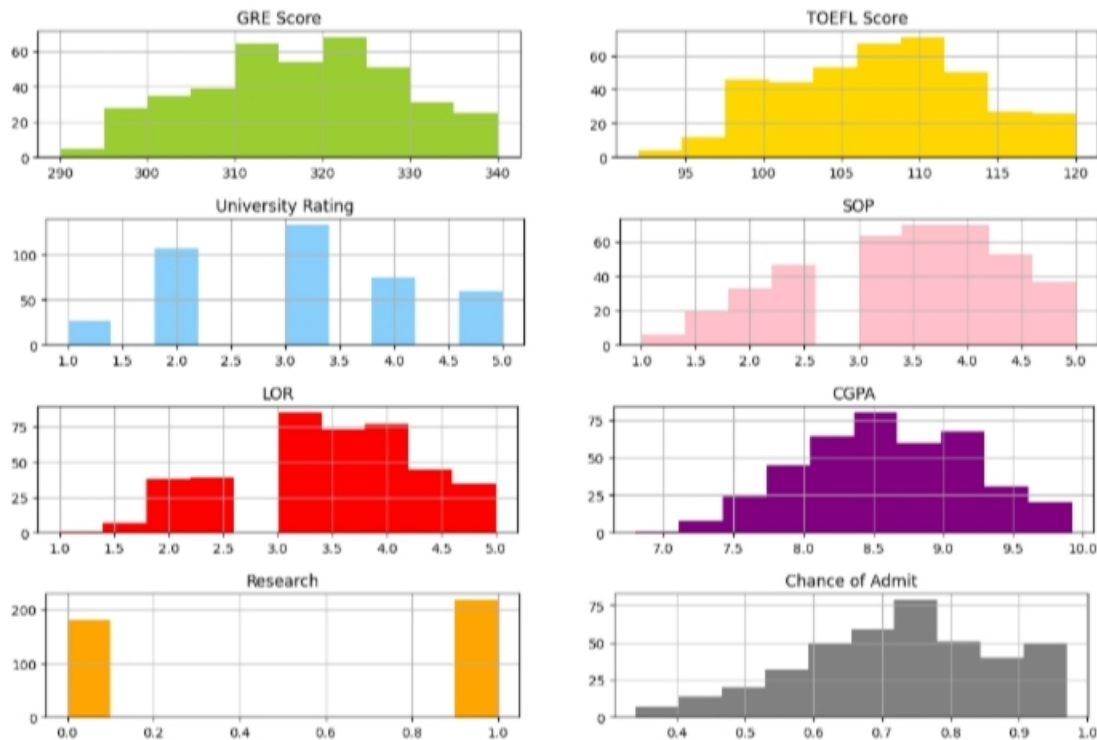 GRE Score
60
40
20
0
290 300 310 320 330 340
TOEFL Score
60
40
20
0
95 100 105 110 115 120
University Rating
100
50
0
1.0 1.5 2.0 2.5 3.0 3.5 4.0 4.5 5.0
SOP
60
40
20
0
1.0 1.5 2.0 2.5 3.0 3.5 4.0 4.5 5.0
LOR
75
50
25
0
1.0 1.5 2.0 2.5 3.0 3.5 4.0 4.5 5.0
CGPA
75
50
25
0
7.0 7.5 8.0 8.5 9.0 9.5 10.0
Research
200
100
0
0.0 0.2 0.4 0.6 0.8 1.0
Chance of Admit
75
50
25
0
0.4 0.5 0.6 0.7 0.8 0.9 1.0